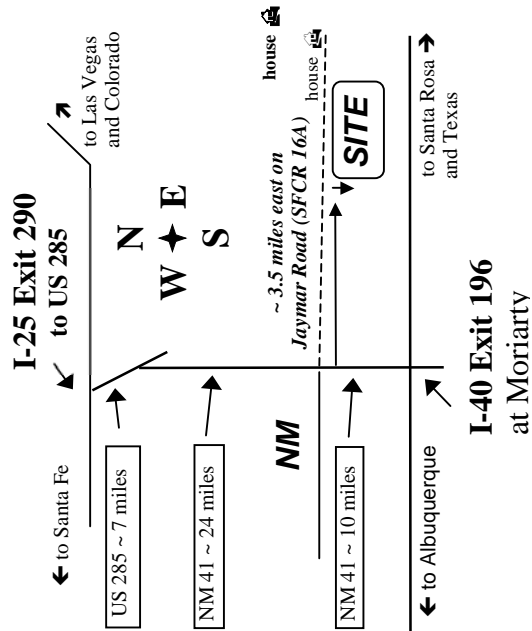 ← to Santa Fe
I-25 Exit 290
to US 285
to Las Vegas
and Colorado
US 285 ~ 7 miles
N
W E
S
NM 41 ~ 24 miles
NM
~ 3.5 miles east on
Jaymar Road (SFCR 16A)
house
house
NM 41 ~ 10 miles
SITE
← to Albuquerque
I-40 Exit 196
at Moriarty
to Santa Rosa →
and Texas